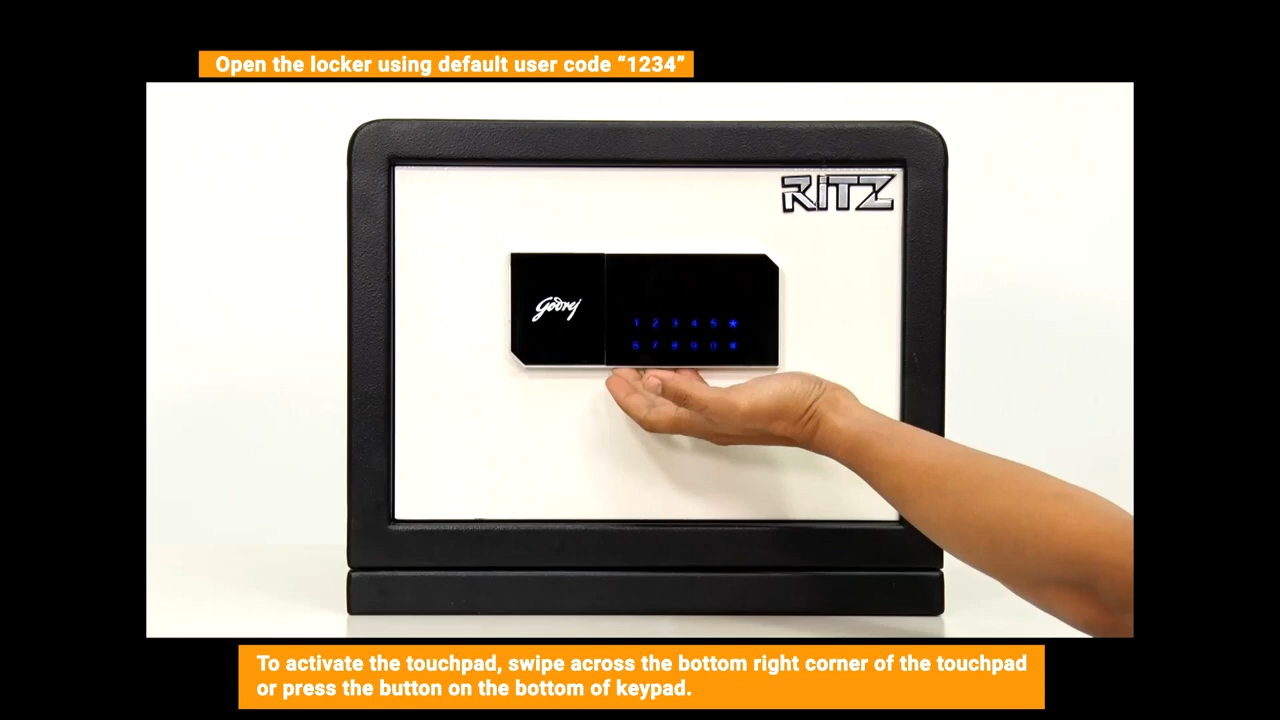 Open the locker using default user code “1234”
RiTZ
Godrej
1 2 3 4 5 *
6 7 8 9 0 #
To activate the touchpad, swipe across the bottom right corner of the touchpad
or press the button on the bottom of keypad.